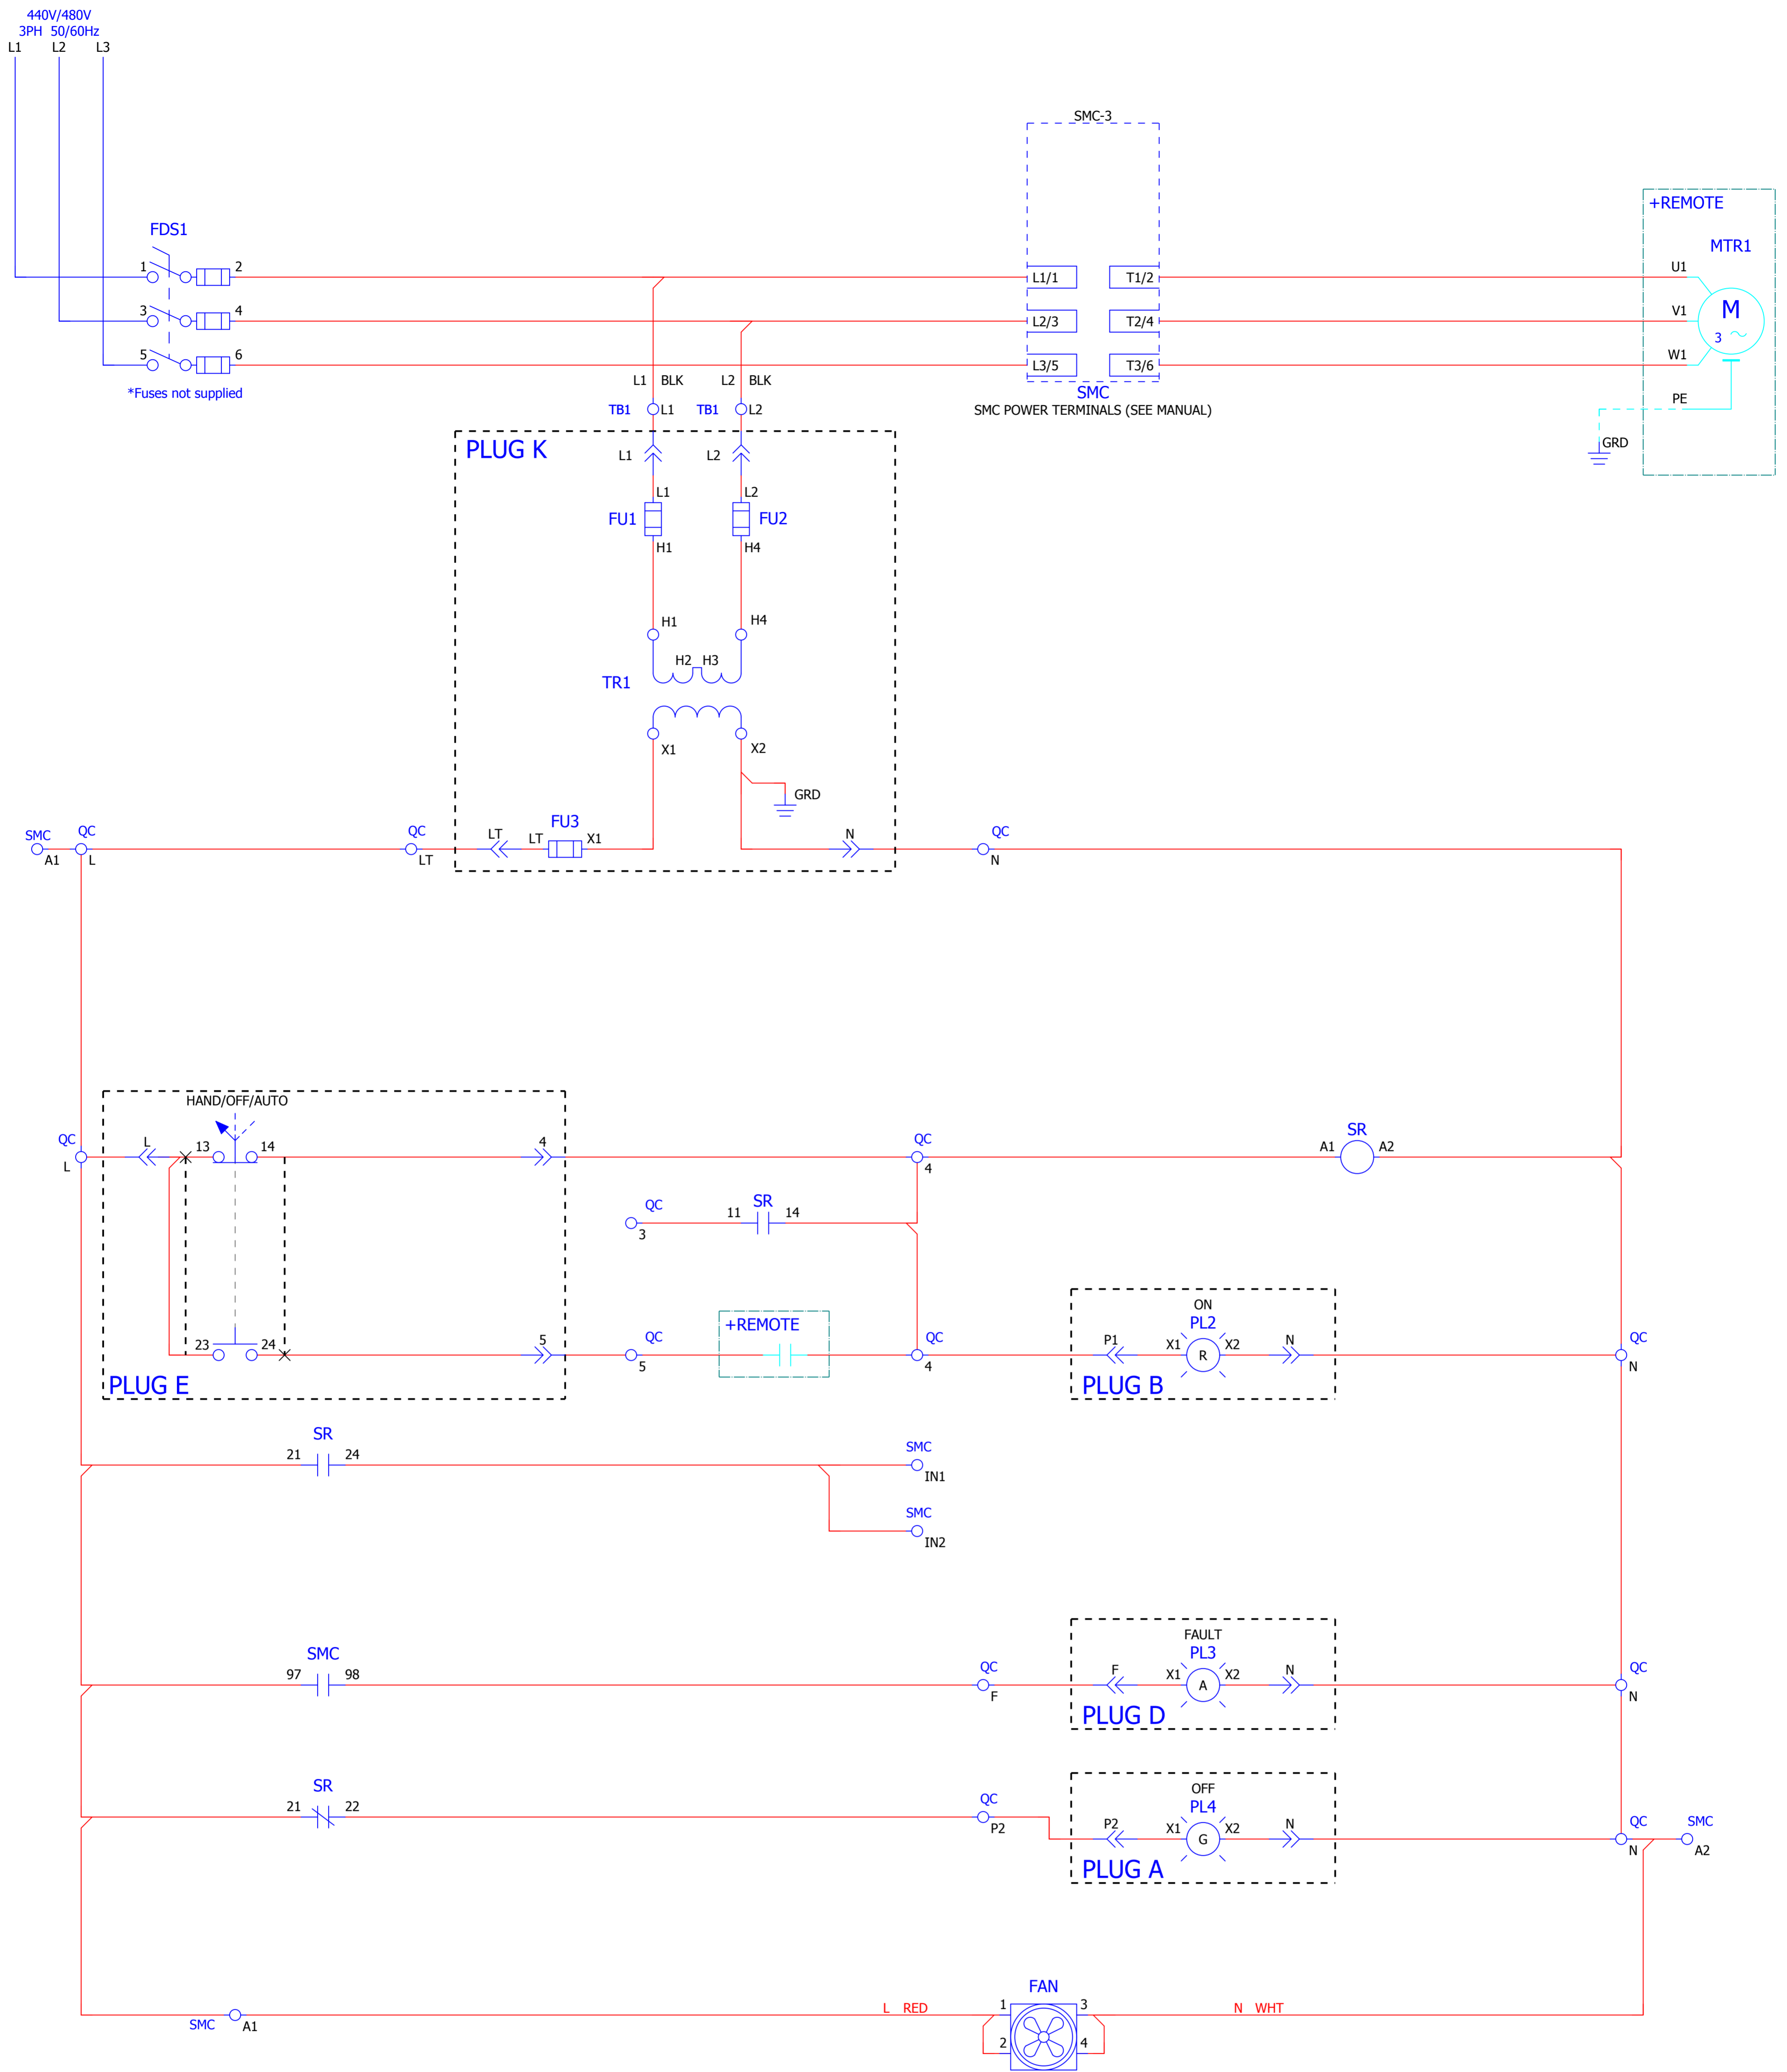 440V/480V
3PH 50/60Hz
L1 L2 L3
SMC-3
+REMOTE
FDS1
MTR1
1 2 L1/1 T1/2 U1
3 4 L2/3 T2/4 V1 M
3
5 6 L3/5 T3/6 W1
*Fuses not supplied
L1 BLK L2 BLK
SMC
PE
TB1 L1 TB1 L2
SMC POWER TERMINALS (SEE MANUAL)
PLUG K
L1 L2
GRD
L1 L2
FU1 FU2
H1 H4
H1 H4
H2 H3
TR1
X1 X2
GRD
FU3
SMC QC QC LT LT X1 N QC
A1 L LT N
HAND/OFF/AUTO
QC L 13 14 4 QC SR
A1 A2
L 4
QC SR
11 14
3
ON
+REMOTE PL2
23 24 5 QC P1 X1 X2 N QC
R
5 4 N
PLUG E PLUG B
SR SMC
21 24
IN1
SMC
IN2
FAULT
SMC PL3
97 98 QC F X1 X2 N QC
A
F N
PLUG D
SR OFF
21 22 QC PL4
P2 P2 X1 X2 N QC SMC
G
N A2
PLUG A
FAN
L RED 1 3 N WHT
SMC A1
2 4